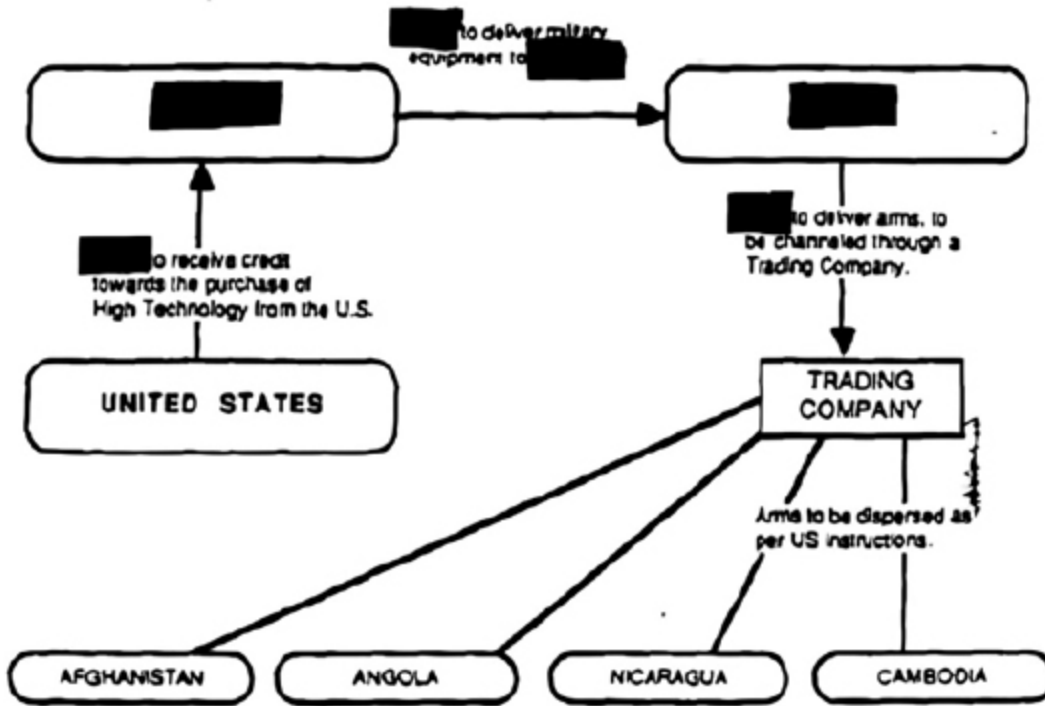 to deliver military
equipment to
to receive credit
towards the purchase of
High Technology from the U.S.
to deliver arms, to
be channeled through a
Trading Company.
UNITED STATES
TRADING
COMPANY
Arms to be dispersed as
per US instructions.
AFGHANISTAN
ANGOLA
NICARAGUA
CAMBODIA